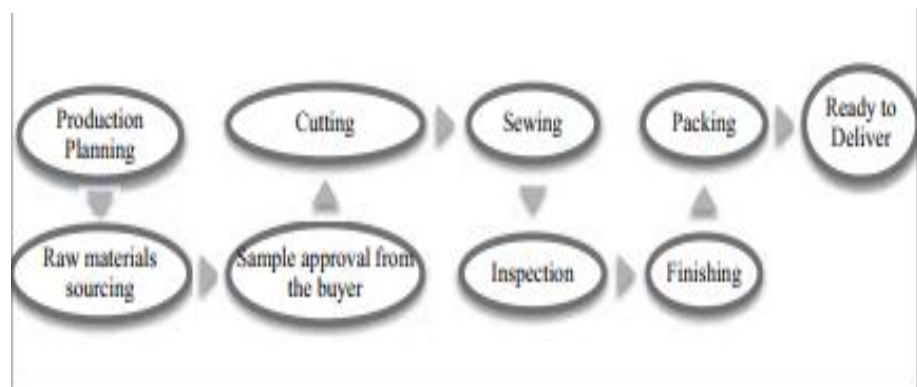 Production
Planning
Raw materials
sourcing
Sample approval from
the buyer
Cutting
Sewing
Inspection
Finishing
Packing
Ready to
Deliver